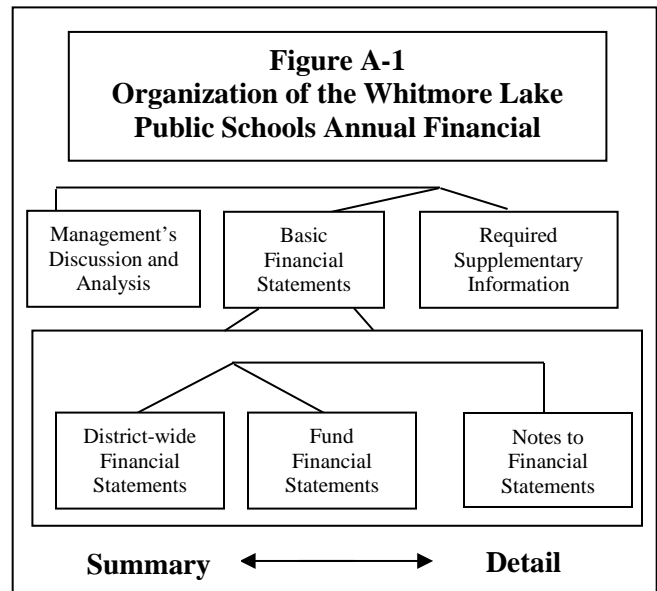 Figure A-1
Organization of the Whitmore Lake
Public Schools Annual Financial
Management’s
Discussion and
Analysis
Basic
Financial
Statements
Required
Supplementary
Information
District-wide
Financial
Statements
Fund
Financial
Statements
Notes to
Financial
Statements
Summary
Detail